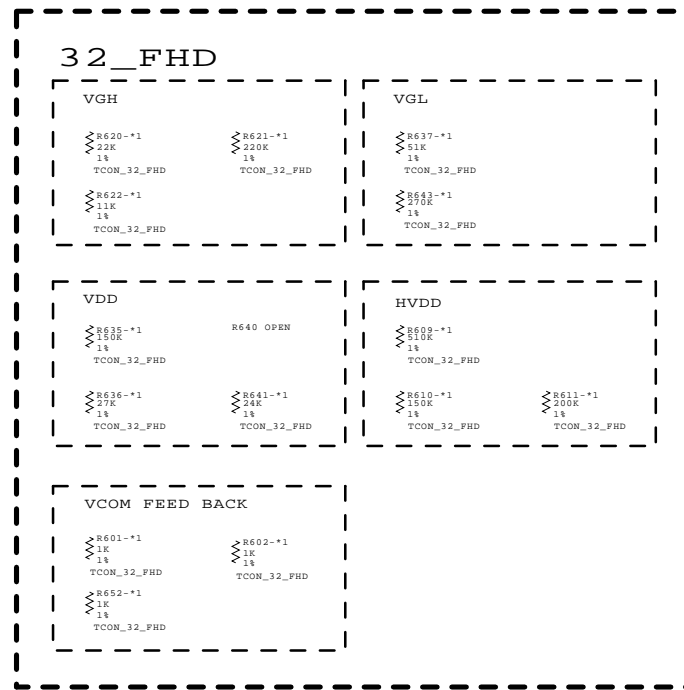 32_FHD
VGH
R620-*1
22K
1%
TCON_32_FHD
R621-*1
220K
1%
TCON_32_FHD
R622-*1
11K
1%
TCON_32_FHD
VGL
R637-*1
51K
1%
TCON_32_FHD
R643-*1
270K
1%
TCON_32_FHD
VDD
R635-*1
150K
1%
TCON_32_FHD
R640 OPEN
R636-*1
27K
1%
TCON_32_FHD
R641-*1
24K
1%
TCON_32_FHD
HVDD
R609-*1
510K
1%
TCON_32_FHD
R610-*1
150K
1%
TCON_32_FHD
R611-*1
200K
1%
TCON_32_FHD
VCOM FEED BACK
R601-*1
1K
1%
TCON_32_FHD
R602-*1
1K
1%
TCON_32_FHD
R652-*1
1K
1%
TCON_32_FHD